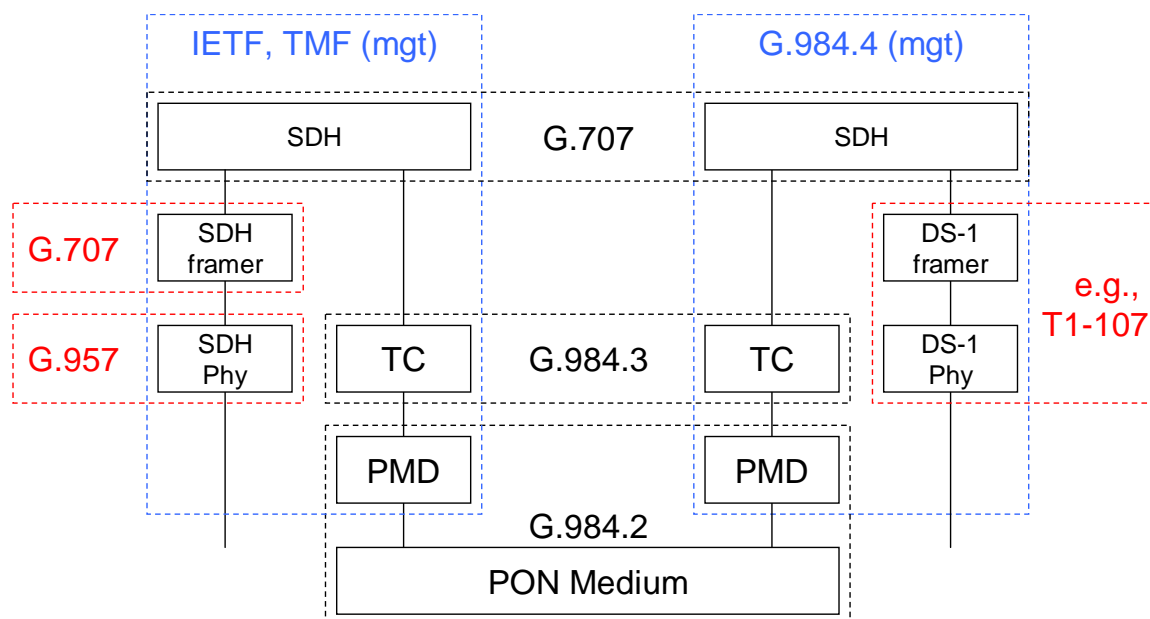 IETF, TMF (mgt)
G.984.4 (mgt)
SDH
G.707
SDH
G.707
SDH
framer
DS-1
framer
e.g.,
T1-107
G.957
SDH
Phy
TC
G.984.3
TC
DS-1
Phy
PMD
PMD
G.984.2
PON Medium